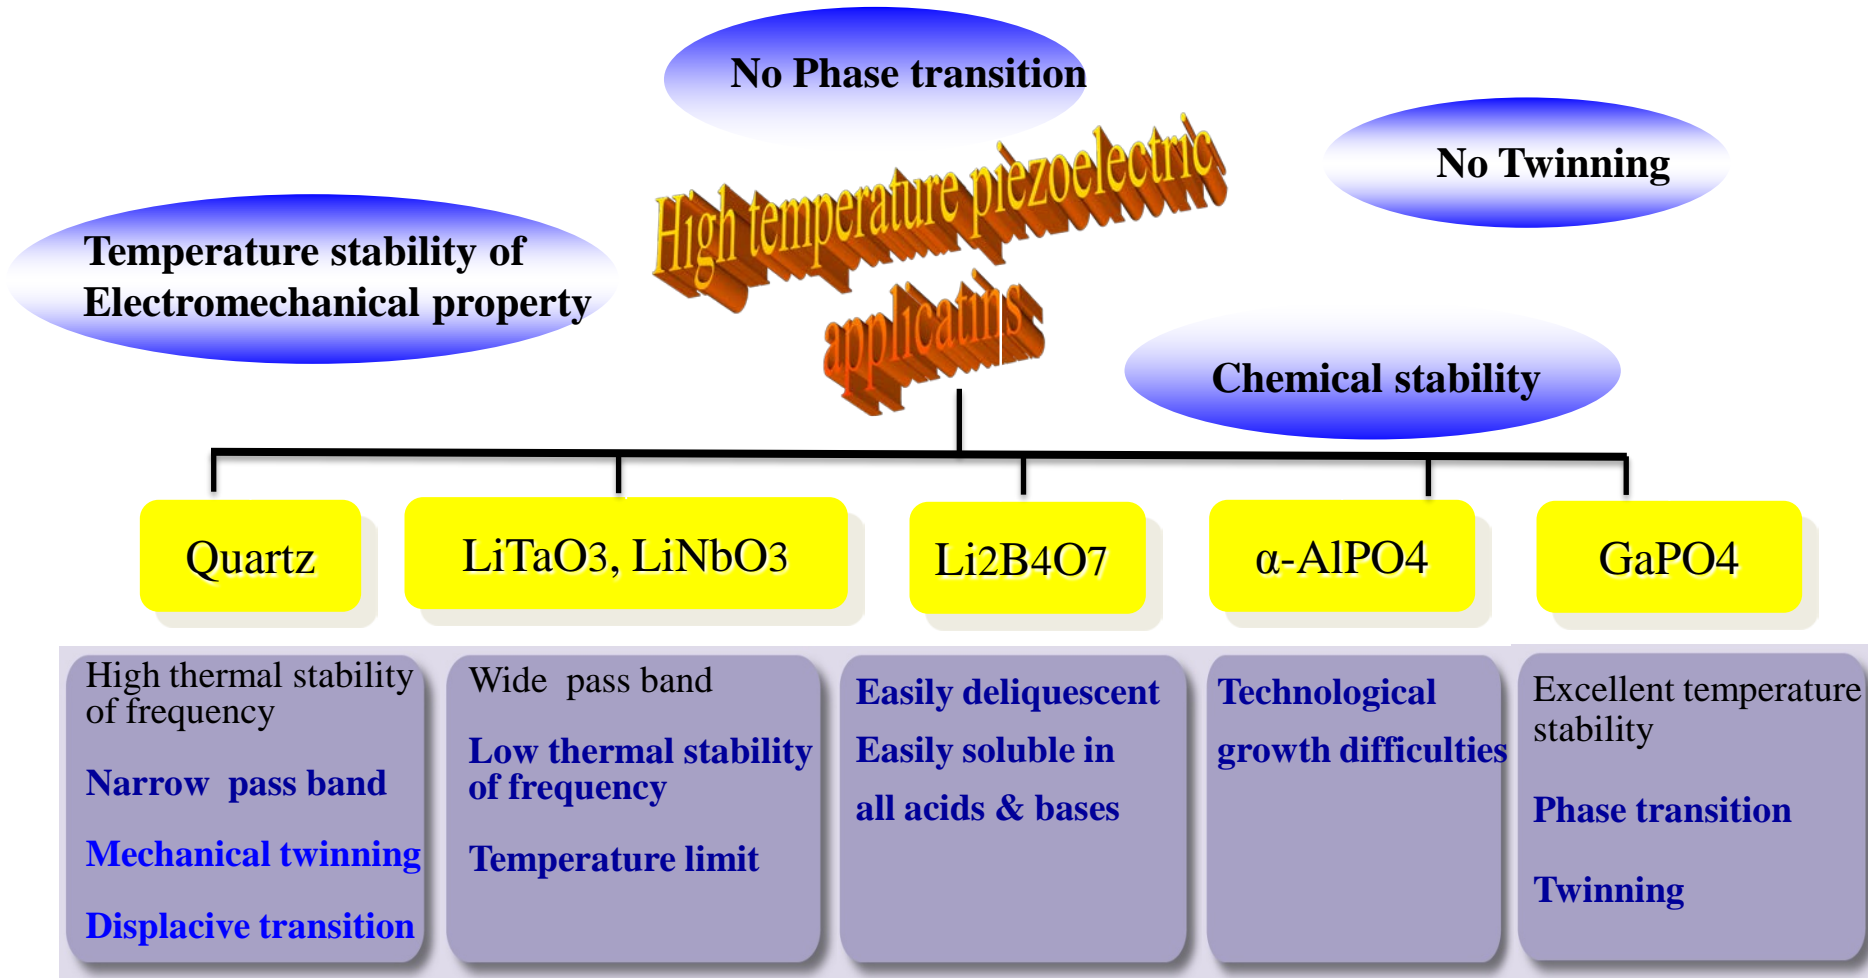 No Phase transition
No Twinning
High temperature piezoelectric
applicatins
Temperature stability of
Electromechanical property
Chemical stability
Quartz
LiTaO3, LiNbO3
Li2B4O7
α-AlPO4
GaPO4
High thermal stability
of frequency
Narrow pass band
Mechanical twinning
Displacive transition
Wide pass band
Low thermal stability
of frequency
Temperature limit
Easily deliquescent
Easily soluble in
all acids & bases
Technological
growth difficulties
Excellent temperature
stability
Phase transition
Twinning